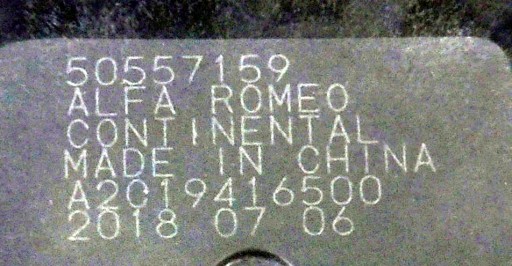 50557159
ALFA ROMEO
CONTINENTAL
MADE IN CHINA
A2C19416500
2018 07 06